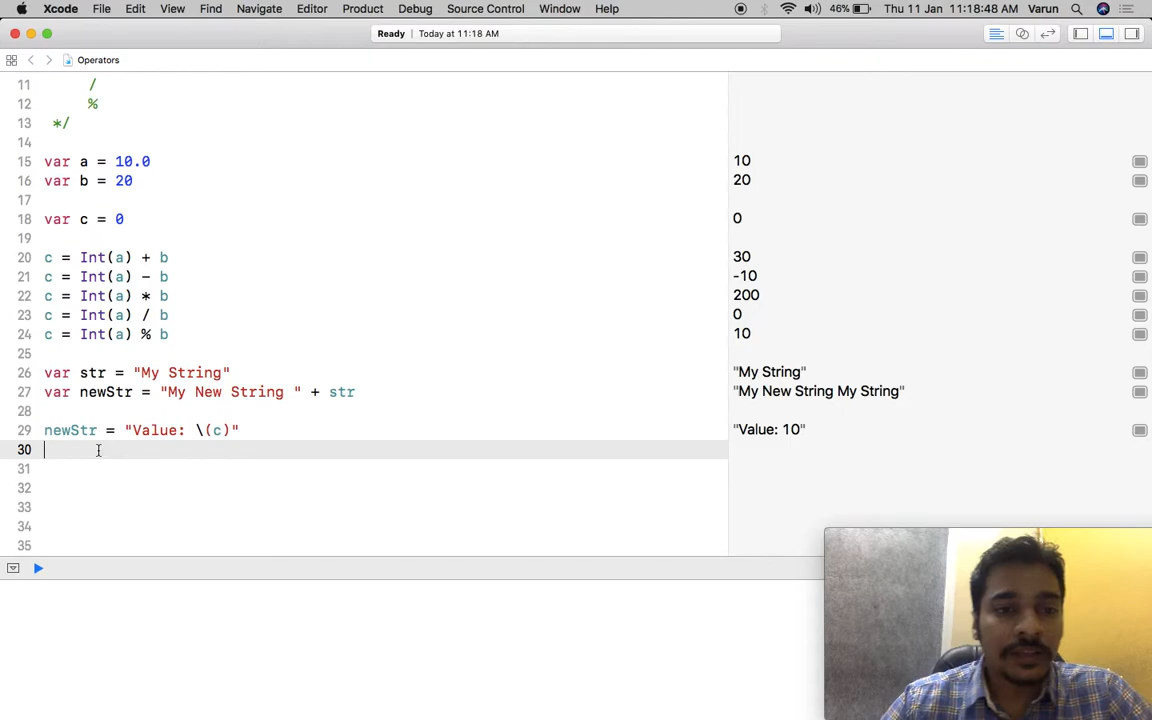 Xcode File Edit View Find Navigate Editor Product Debug Source Control Window Help 46% Thu 11 Jan 11:18:48 AM Varun
Ready | Today at 11:18 AM
Operators
11 /
12 %
13 */
14
15 var a = 10.0 10
16 var b = 20 20
17
18 var c = 0 0
19
20 c = Int(a) + b 30
21 c = Int(a) - b -10
22 c = Int(a) * b 200
23 c = Int(a) / b 0
24 c = Int(a) % b 10
25
26 var str = "My String" "My String"
27 var newStr = "My New String " + str "My New String My String"
28
29 newStr = "Value: \(c)" "Value: 10"
30
31
32
33
34
35